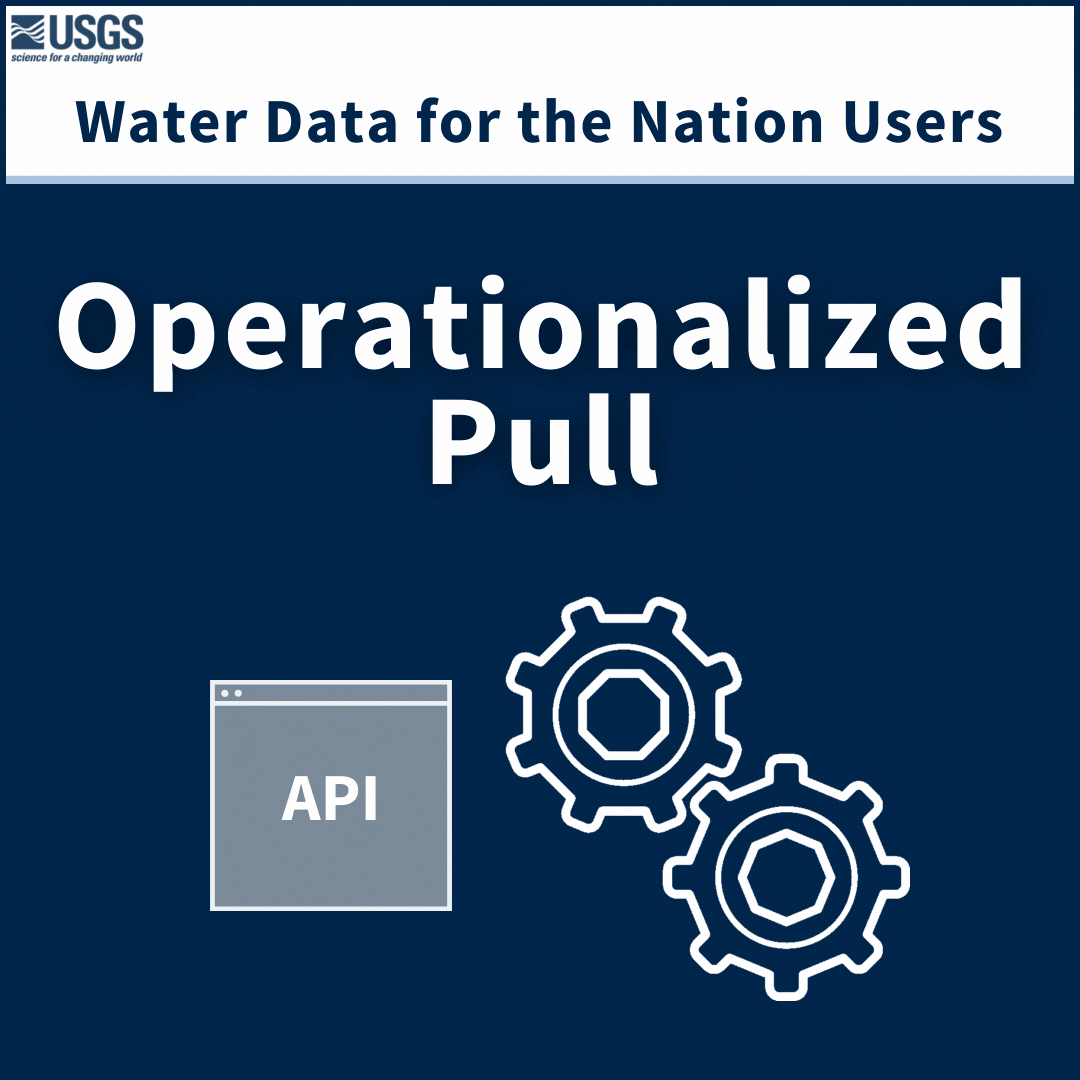 USGS
science for a changing world
Water Data for the Nation Users
Operationalized
Pull
API